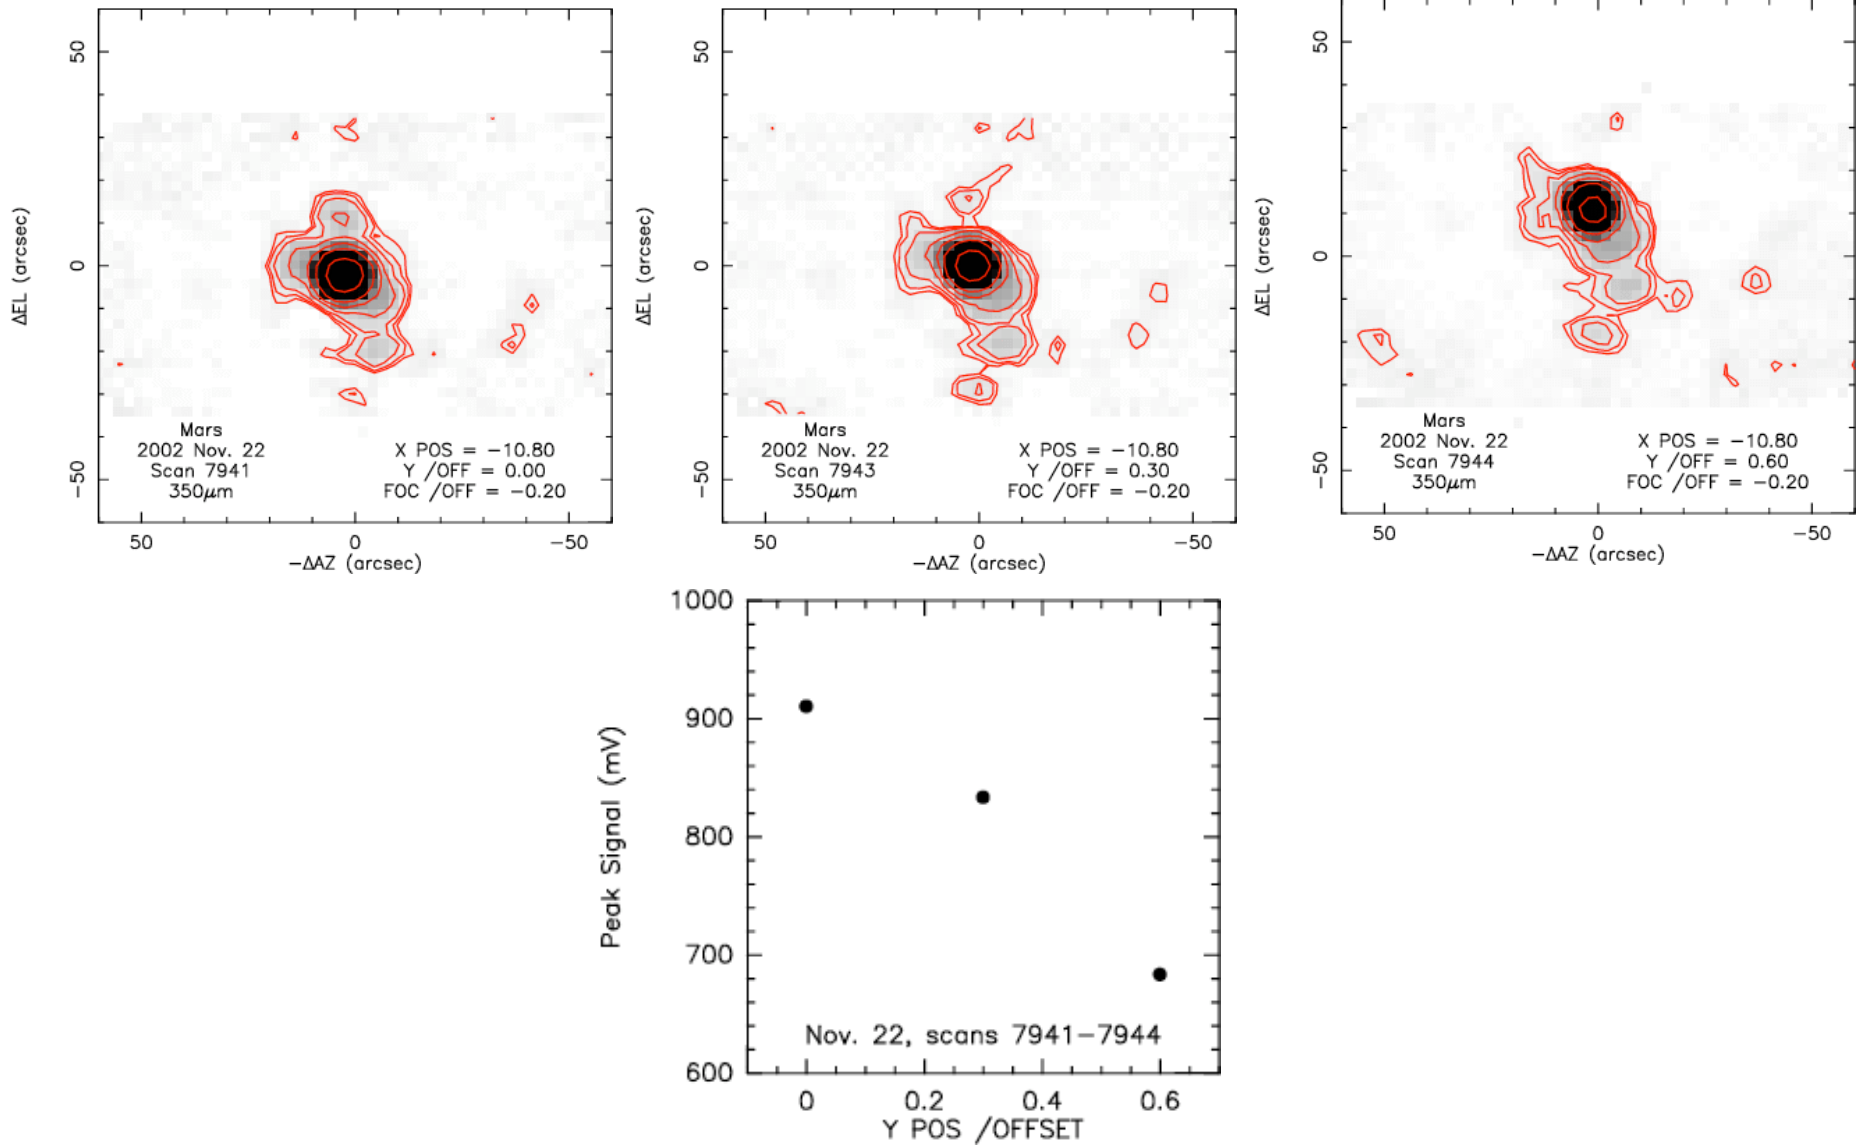 50
0
−50
ΔEL (arcsec)
Mars
2002 Nov. 22
Scan 7941
350μm
X POS = −10.80
Y /OFF = 0.00
FOC /OFF = −0.20
50
0
−50
−ΔAZ (arcsec)
50
0
−50
ΔEL (arcsec)
Mars
2002 Nov. 22
Scan 7943
350μm
X POS = −10.80
Y /OFF = 0.30
FOC /OFF = −0.20
50
0
−50
−ΔAZ (arcsec)
50
0
−50
ΔEL (arcsec)
Mars
2002 Nov. 22
Scan 7944
350μm
X POS = −10.80
Y /OFF = 0.60
FOC /OFF = −0.20
50
0
−50
−ΔAZ (arcsec)
1000
900
800
700
600
Peak Signal (mV)
Nov. 22, scans 7941−7944
0
0.2
0.4
0.6
Y POS /OFFSET